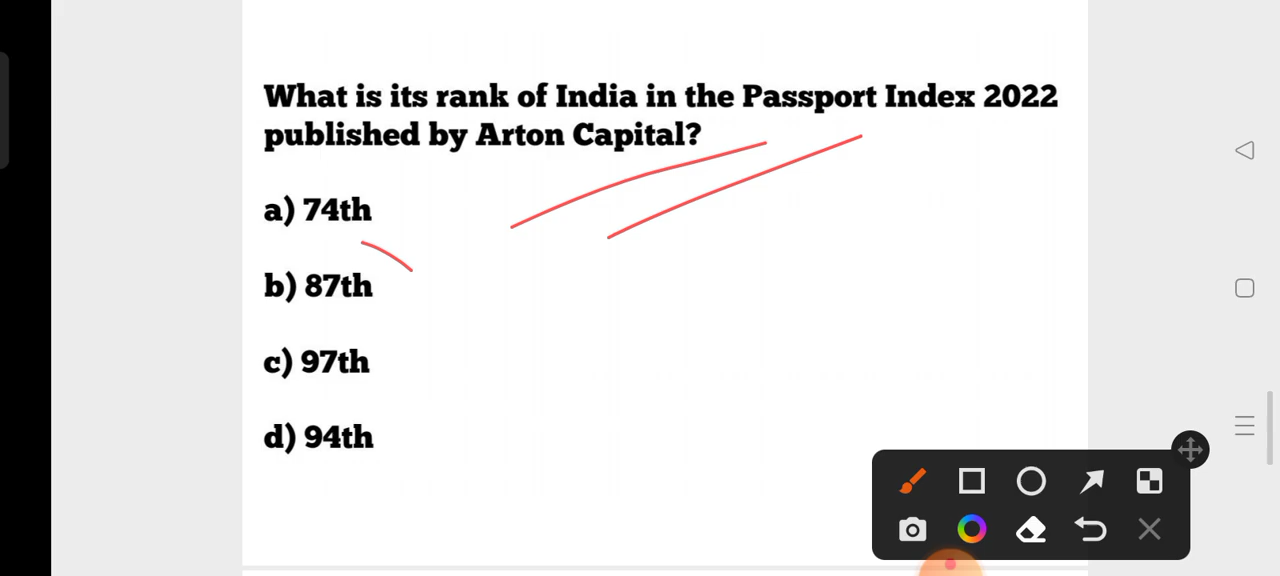 What is its rank of India in the Passport Index 2022
published by Arton Capital?
a) 74th
b) 87th
c) 97th
d) 94th